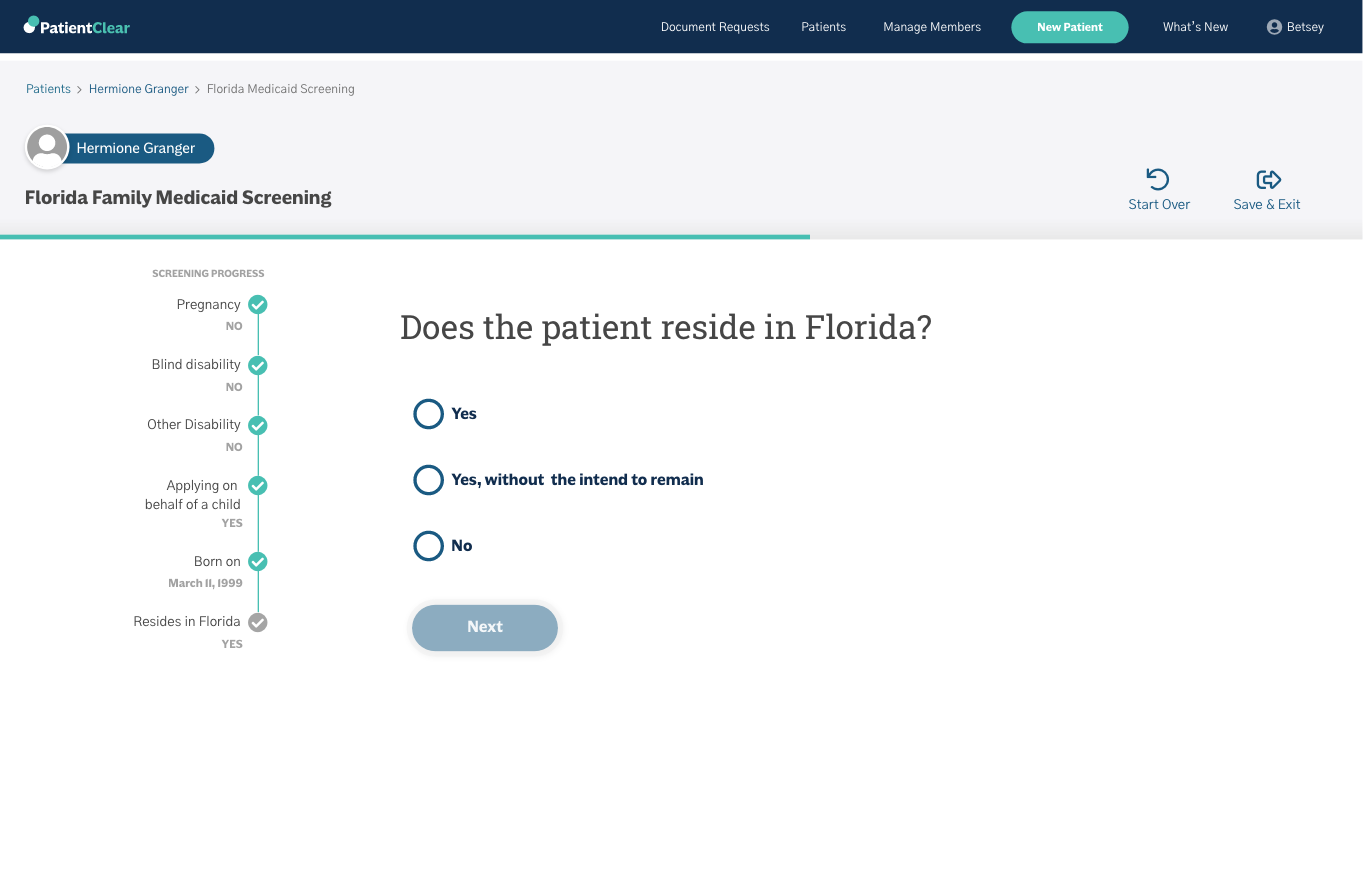 PatientClear
Document Requests Patients Manage Members New Patient What's New Betsey
Patients > Hermione Granger > Florida Medicaid Screening
Hermione Granger
Florida Family Medicaid Screening
Start Over Save & Exit
SCREENING PROGRESS
Pregnancy
NO
Blind disability
NO
Other Disability
NO
Applying on
behalf of a child
YES
Born on
March 11, 1999
Resides in Florida
YES
Does the patient reside in Florida?
Yes
Yes, without the intend to remain
No
Next